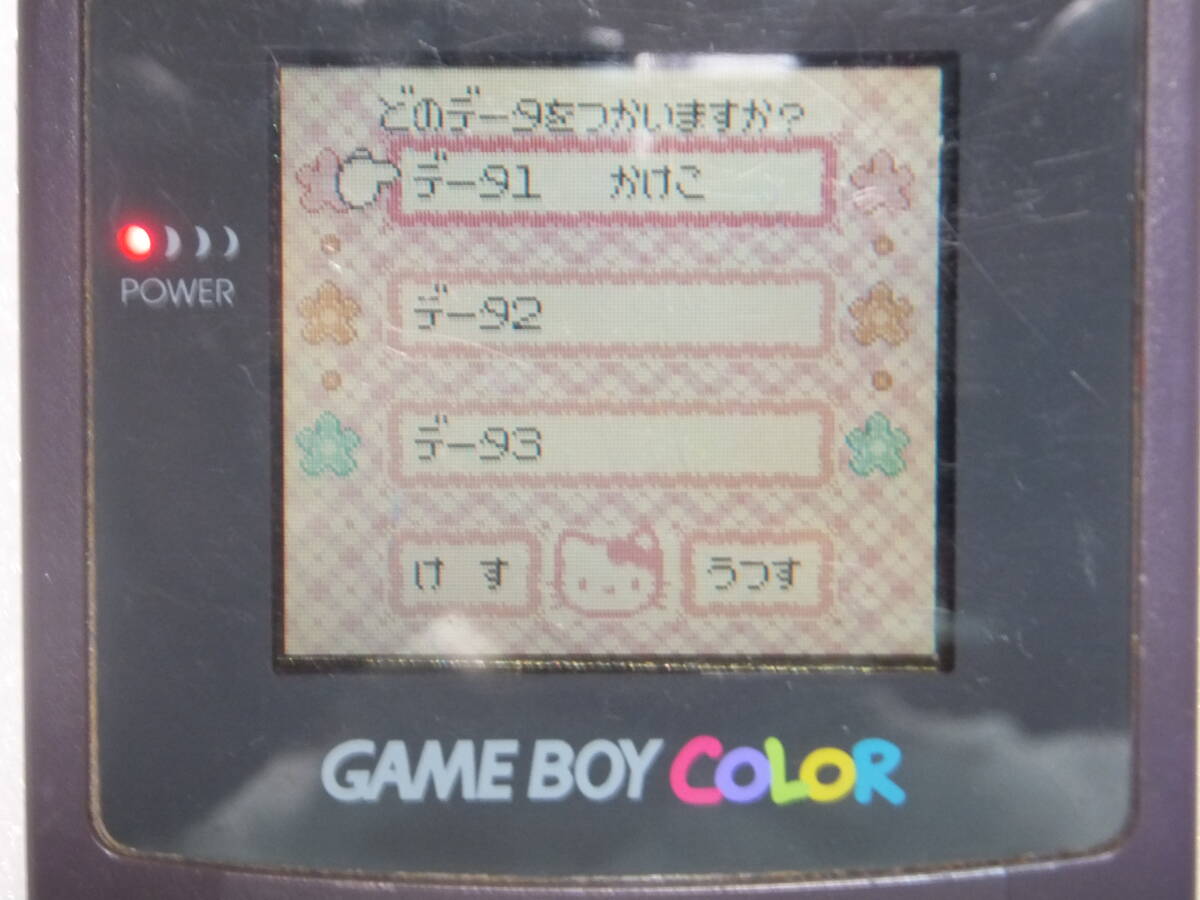 どのデータをつかいますか?
データ1 かけこ
データ2
データ3
けす うつす
POWER
GAME BOY COLOR